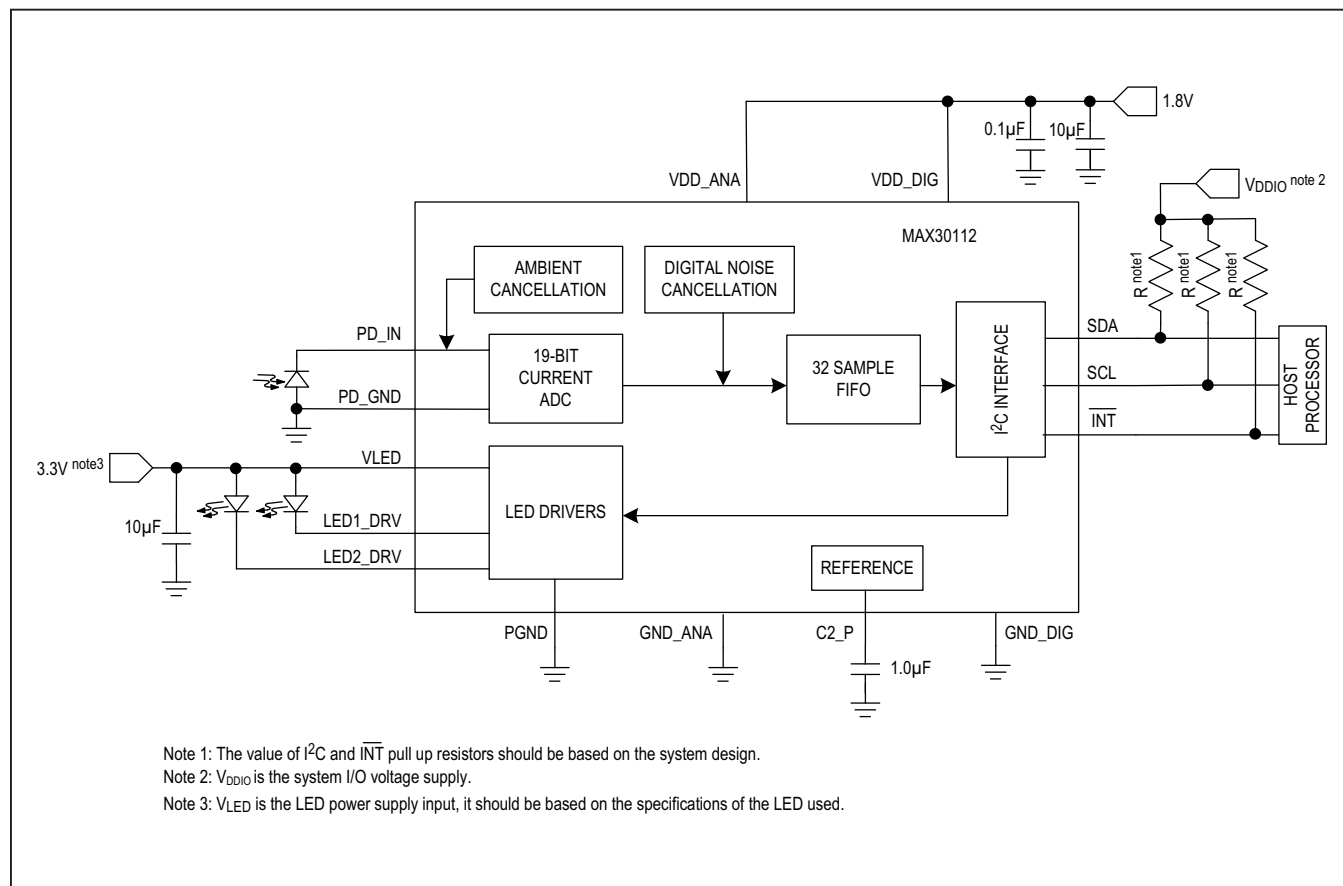 1.8V
0.1µF
10µF
VDD_ANA
VDD_DIG
VDDIO note 2
MAX30112
AMBIENT
CANCELLATION
DIGITAL NOISE
CANCELLATION
R note1
R note1
R note1
PD_IN
19-BIT
CURRENT
ADC
32 SAMPLE
FIFO
I2C INTERFACE
SDA
SCL
INT
HOST
PROCESSOR
PD_GND
3.3V note3
VLED
10µF
LED1_DRV
LED2_DRV
LED DRIVERS
REFERENCE
PGND
GND_ANA
C2_P
GND_DIG
1.0µF
Note 1: The value of I2C and INT pull up resistors should be based on the system design.
Note 2: VDDIO is the system I/O voltage supply.
Note 3: VLED is the LED power supply input, it should be based on the specifications of the LED used.